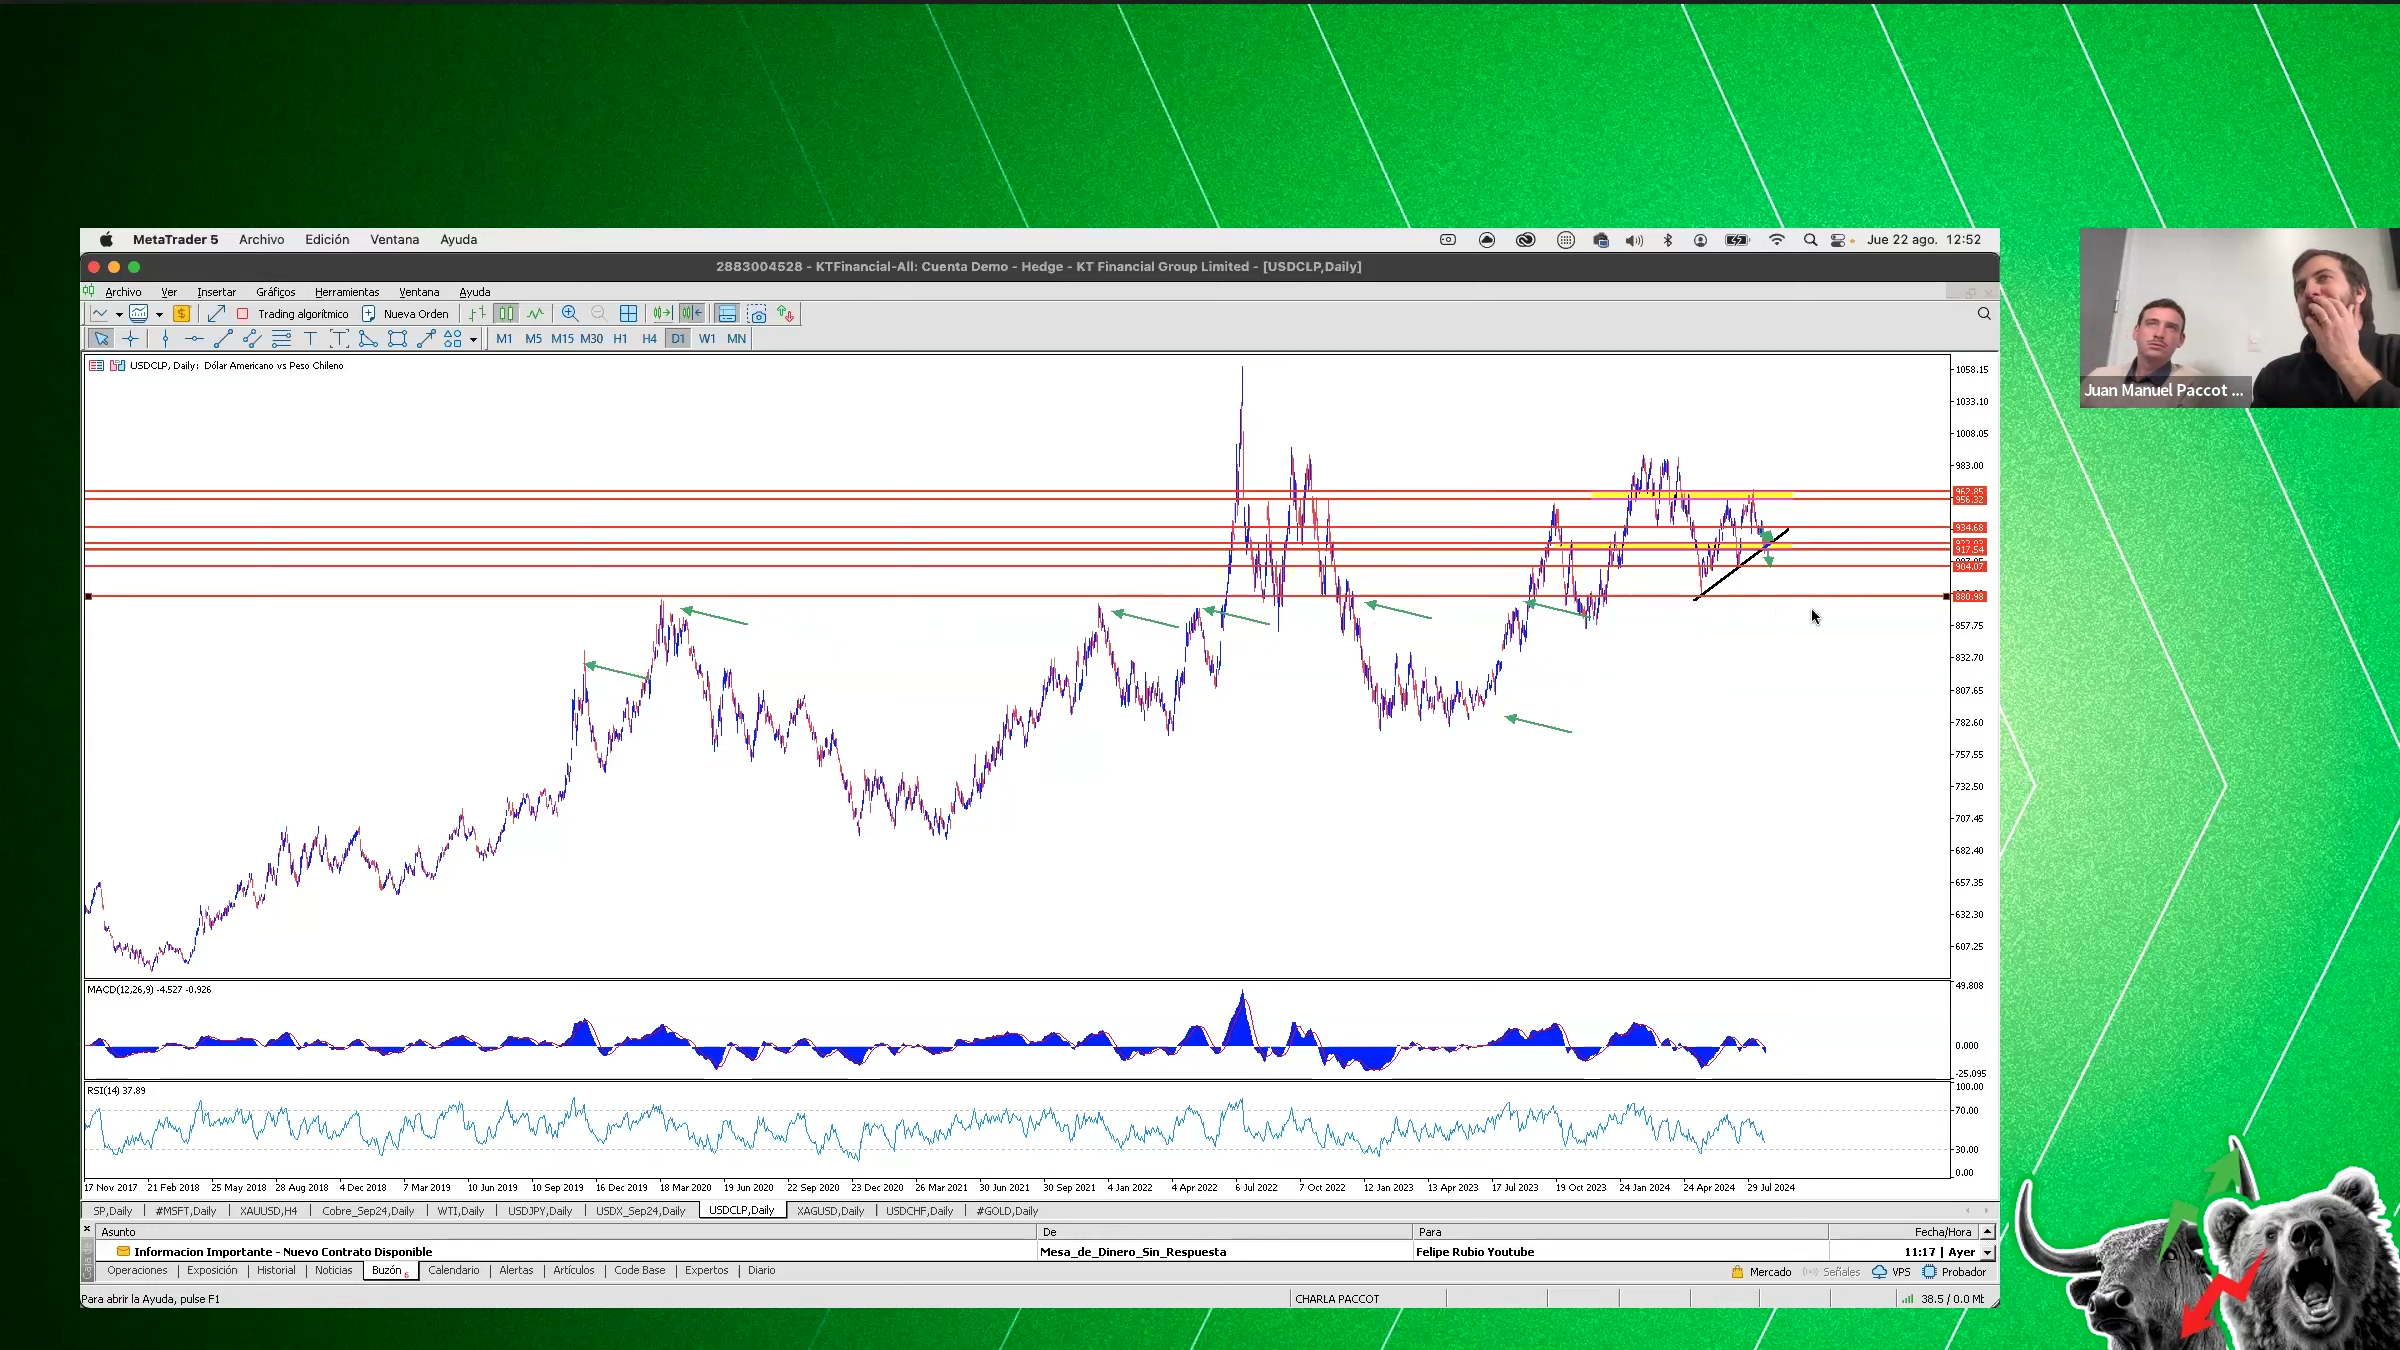 MetaTrader 5 Archivo Edición Ventana Ayuda Jue 22 ago. 12:52
2883004528 - KTFinancial-All: Cuenta Demo - Hedge - KT Financial Group Limited - [USDCLP,Daily]
Archivo Ver Insertar Gráficos Herramientas Ventana Ayuda
Trading algorítmico Nueva Orden
M1 M5 M15 M30 H1 H4 D1 W1 MN
USDCLP, Daily: Dólar Americano vs Peso Chileno
1058.15
1033.10
1008.05
983.00
962.85
956.32
934.68
917.54
904.07
880.98
857.75
832.70
807.65
782.60
757.55
732.50
707.45
682.40
657.35
632.30
607.25
Juan Manuel Paccot ...
MACD(12,26,9) -4.527 -0.926
49.808
0.000
-25.095
RSI(14) 37.89
100.00
70.00
30.00
0.00
17 Nov 2017 21 Feb 2018 25 May 2018 28 Aug 2018 4 Dec 2018 7 Mar 2019 10 Jun 2019 10 Sep 2019 16 Dec 2019 18 Mar 2020 19 Jun 2020 22 Sep 2020 23 Dec 2020 26 Mar 2021 30 Jun 2021 30 Sep 2021 4 Jan 2022 4 Apr 2022 6 Jul 2022 7 Oct 2022 12 Jan 2023 13 Apr 2023 17 Jul 2023 19 Oct 2023 24 Jan 2024 24 Apr 2024 29 Jul 2024
SP,Daily #MSFT,Daily XAUUSD,H4 Cobre_Sep24,Daily WTI,Daily USDJPY,Daily USDX_Sep24,Daily USDCLP,Daily XAGUSD,Daily USDCHF,Daily #GOLD,Daily
Asunto De Para Fecha/Hora
Informacion Importante - Nuevo Contrato Disponible Mesa_de_Dinero_Sin_Respuesta Felipe Rubio Youtube 11:17 | Ayer
Operaciones Exposición Historial Noticias Buzón 6 Calendario Alertas Artículos Code Base Expertos Diario Mercado Señales VPS Probador
Para abrir la Ayuda, pulse F1 CHARLA PACCOT 38.5 / 0.0 Mb